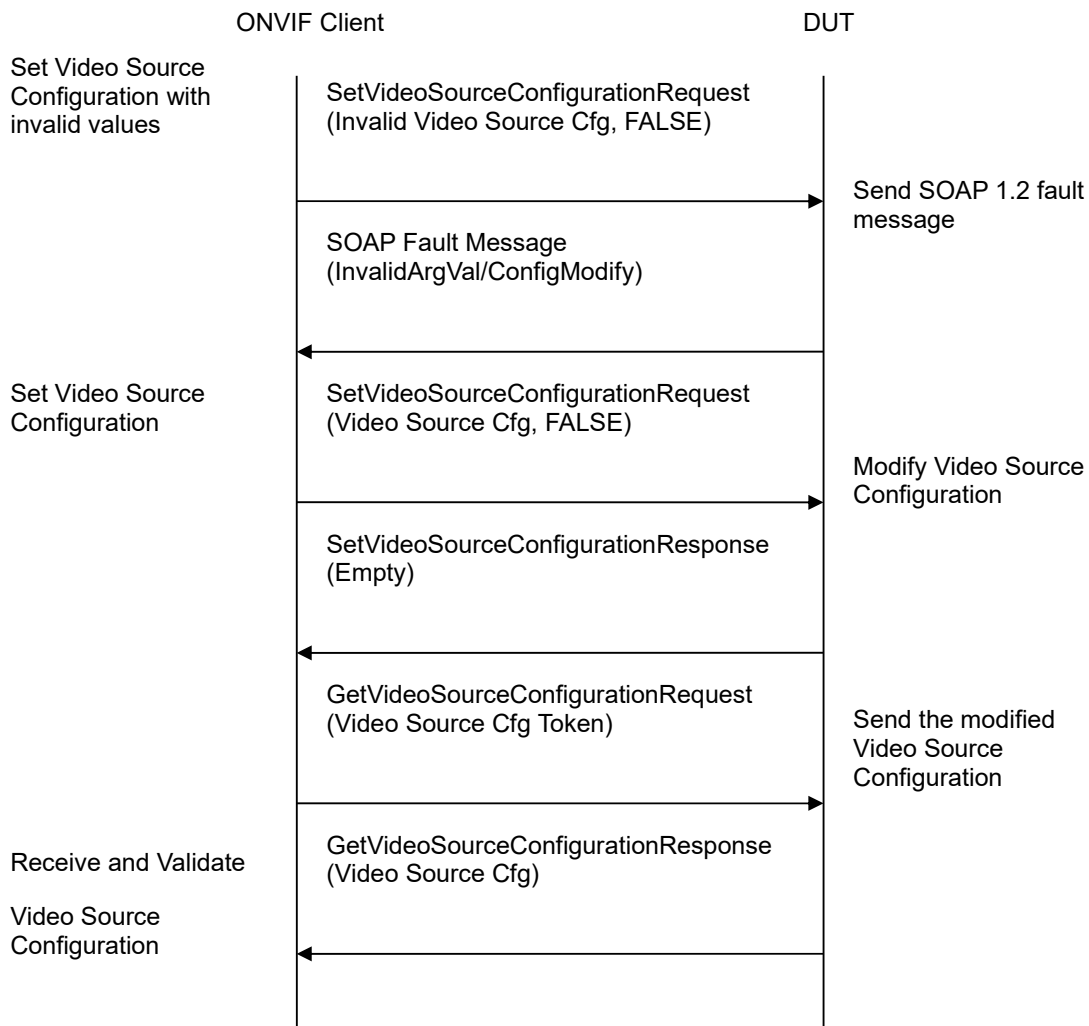 ONVIF Client
DUT
Set Video Source
Configuration with
invalid values
SetVideoSourceConfigurationRequest
(Invalid Video Source Cfg, FALSE)
Send SOAP 1.2 fault
message
SOAP Fault Message
(InvalidArgVal/ConfigModify)
Set Video Source
Configuration
SetVideoSourceConfigurationRequest
(Video Source Cfg, FALSE)
Modify Video Source
Configuration
SetVideoSourceConfigurationResponse
(Empty)
GetVideoSourceConfigurationRequest
(Video Source Cfg Token)
Send the modified
Video Source
Configuration
GetVideoSourceConfigurationResponse
(Video Source Cfg)
Receive and Validate
Video Source
Configuration